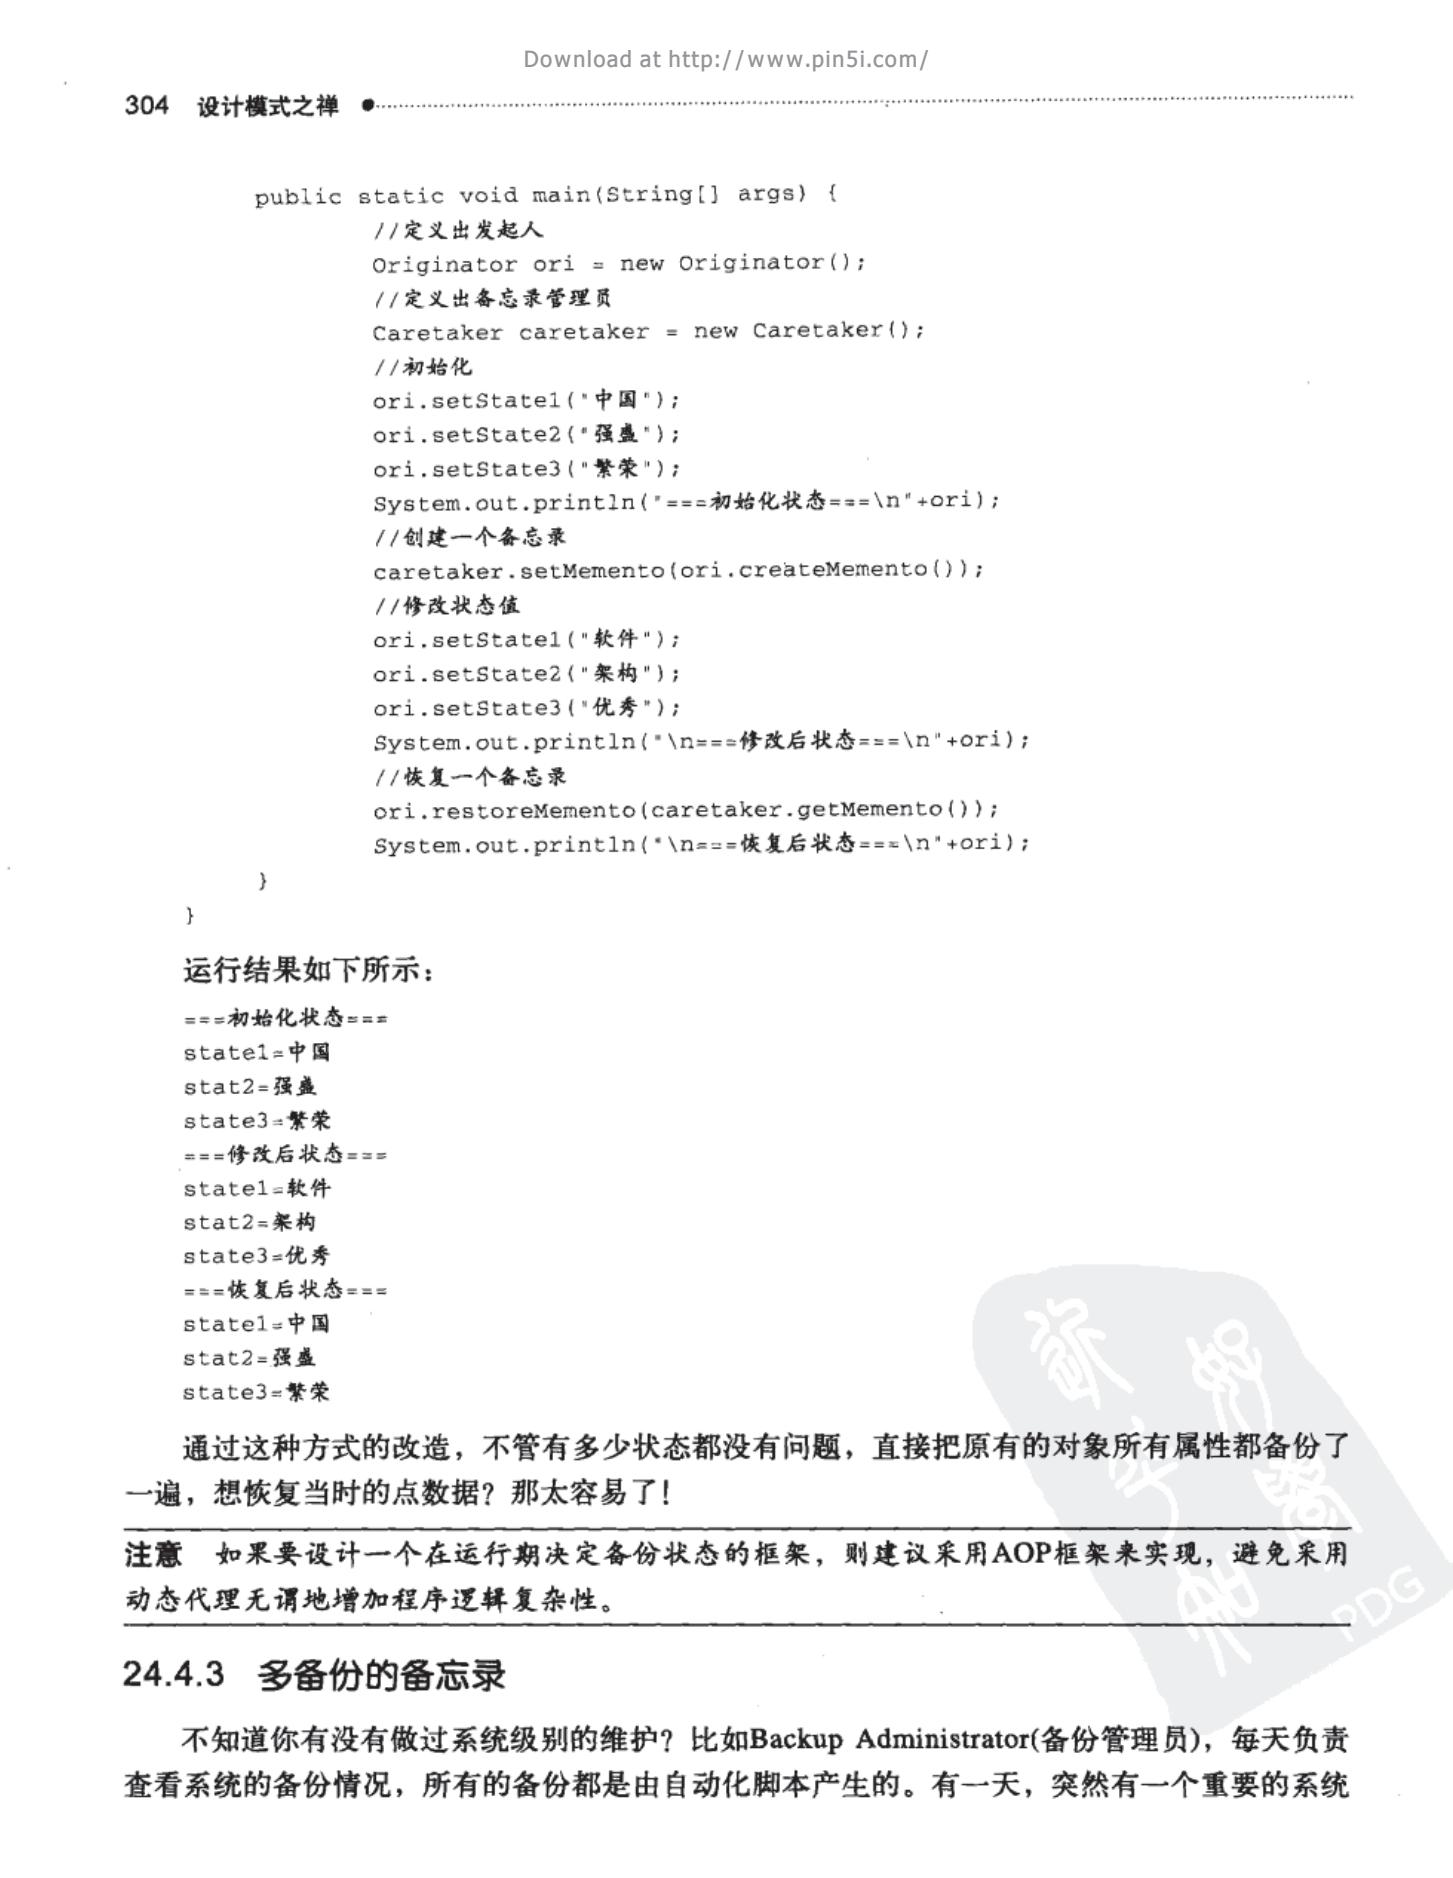 Download at http://www.pin5i.com/
304 设计模式之禅
public static void main(String[] args) {
//定义出发起人
Originator ori = new Originator();
//定义出备忘录管理员
Caretaker caretaker = new Caretaker();
//初始化
ori.setState1("中国");
ori.setState2("强盛");
ori.setState3("繁荣");
System.out.println("===初始化状态===\n"+ori);
//创建一个备忘录
caretaker.setMemento(ori.createMemento());
//修改状态值
ori.setState1("软件");
ori.setState2("架构");
ori.setState3("优秀");
System.out.println("\n===修改后状态===\n"+ori);
//恢复一个备忘录
ori.restoreMemento(caretaker.getMemento());
System.out.println("\n===恢复后状态===\n"+ori);
}
}
运行结果如下所示：
===初始化状态===
state1=中国
stat2=强盛
state3=繁荣
===修改后状态===
state1=软件
stat2=架构
state3=优秀
===恢复后状态===
state1=中国
stat2=强盛
state3=繁荣
通过这种方式的改造，不管有多少状态都没有问题，直接把原有的对象所有属性都备份了
一遍，想恢复当时的点数据？那太容易了！
注意 如果要设计一个在运行期决定备份状态的框架，则建议采用AOP框架来实现，避免采用
动态代理无谓地增加程序逻辑复杂性。
24.4.3 多备份的备忘录
不知道你有没有做过系统级别的维护？比如Backup Administrator(备份管理员)，每天负责
查看系统的备份情况，所有的备份都是由自动化脚本产生的。有一天，突然有一个重要的系统
PDG